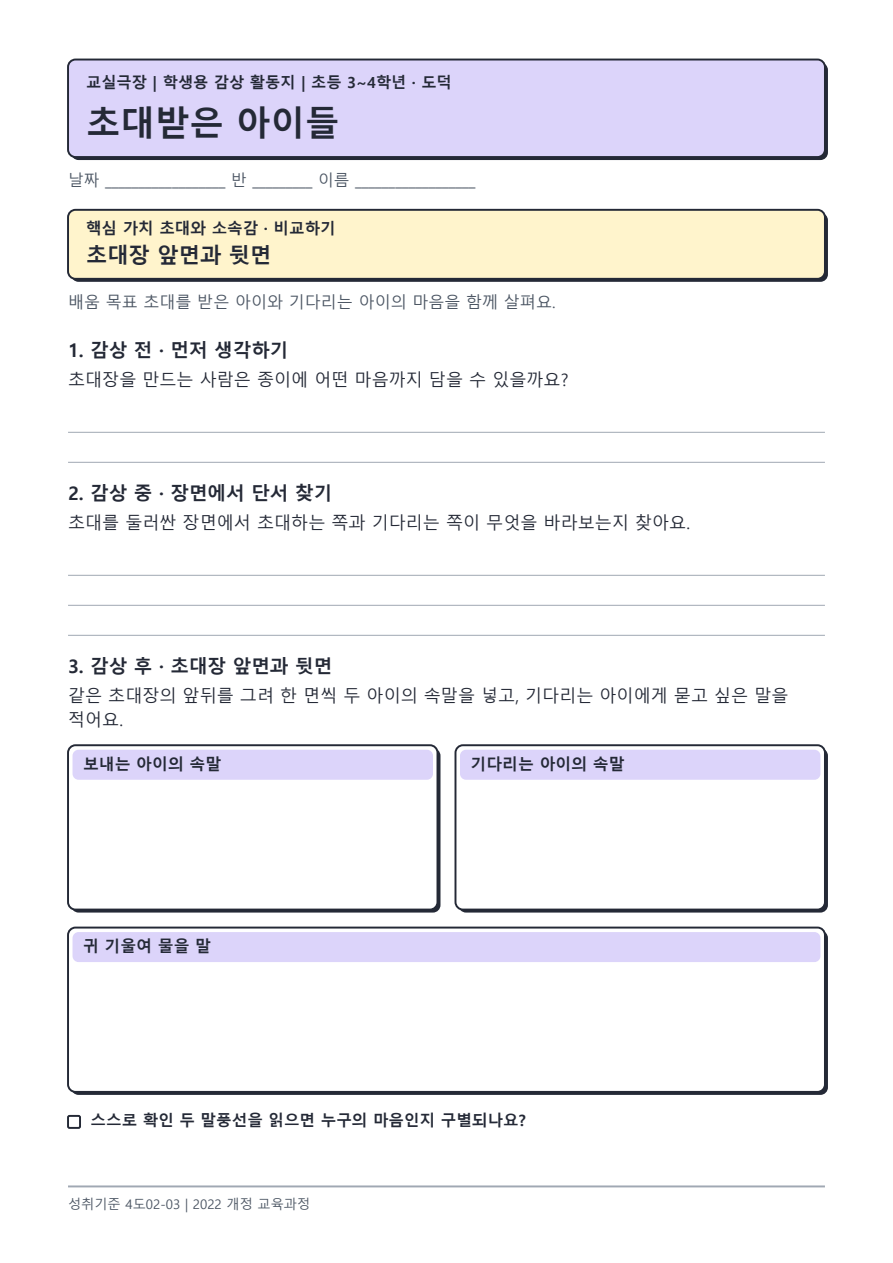 교실극장 | 학생용 감상 활동지 | 초등 3~4학년 · 도덕
초대받은 아이들
날짜 _______________ 반 _______ 이름 _______________
핵심 가치 초대와 소속감 · 비교하기
초대장 앞면과 뒷면
배움 목표 초대를 받은 아이와 기다리는 아이의 마음을 함께 살펴요.
1. 감상 전 · 먼저 생각하기
초대장을 만드는 사람은 종이에 어떤 마음까지 담을 수 있을까요?
2. 감상 중 · 장면에서 단서 찾기
초대를 둘러싼 장면에서 초대하는 쪽과 기다리는 쪽이 무엇을 바라보는지 찾아요.
3. 감상 후 · 초대장 앞면과 뒷면
같은 초대장의 앞뒤를 그려 한 면씩 두 아이의 속말을 넣고, 기다리는 아이에게 묻고 싶은 말을
적어요.
보내는 아이의 속말
기다리는 아이의 속말
귀 기울여 물을 말
스스로 확인 두 말풍선을 읽으면 누구의 마음인지 구별되나요?
성취기준 4도02-03 | 2022 개정 교육과정